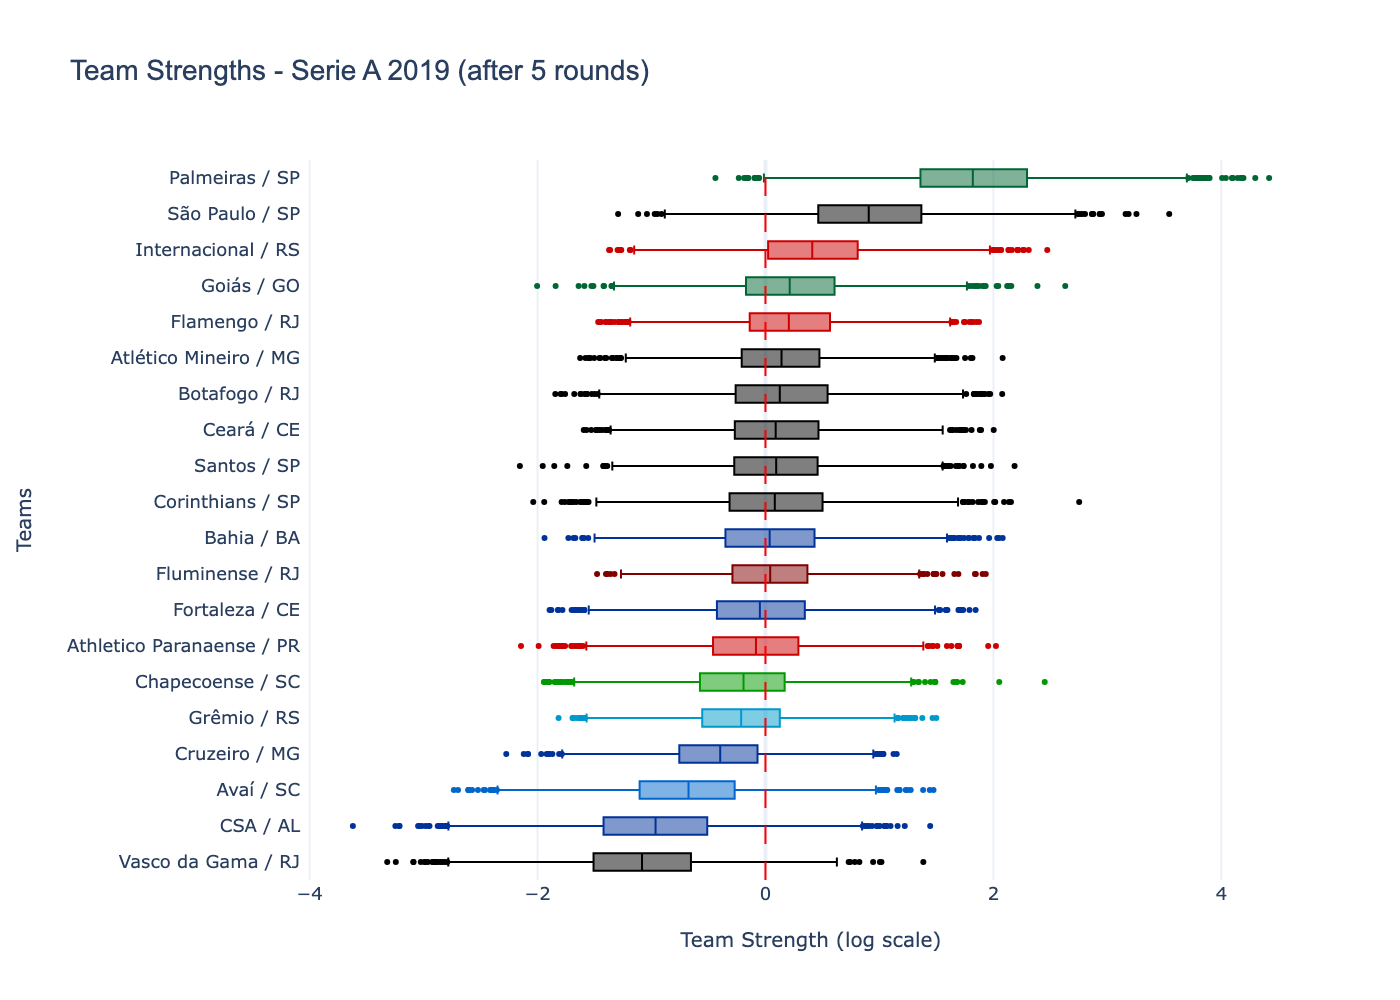 Team Strengths - Serie A 2019 (after 5 rounds)
Palmeiras / SP
São Paulo / SP
Internacional / RS
Goiás / GO
Flamengo / RJ
Atlético Mineiro / MG
Botafogo / RJ
Ceará / CE
Santos / SP
Corinthians / SP
Bahia / BA
Fluminense / RJ
Fortaleza / CE
Athletico Paranaense / PR
Chapecoense / SC
Grêmio / RS
Cruzeiro / MG
Avaí / SC
CSA / AL
Vasco da Gama / RJ
Teams
−4 −2 0 2 4
Team Strength (log scale)